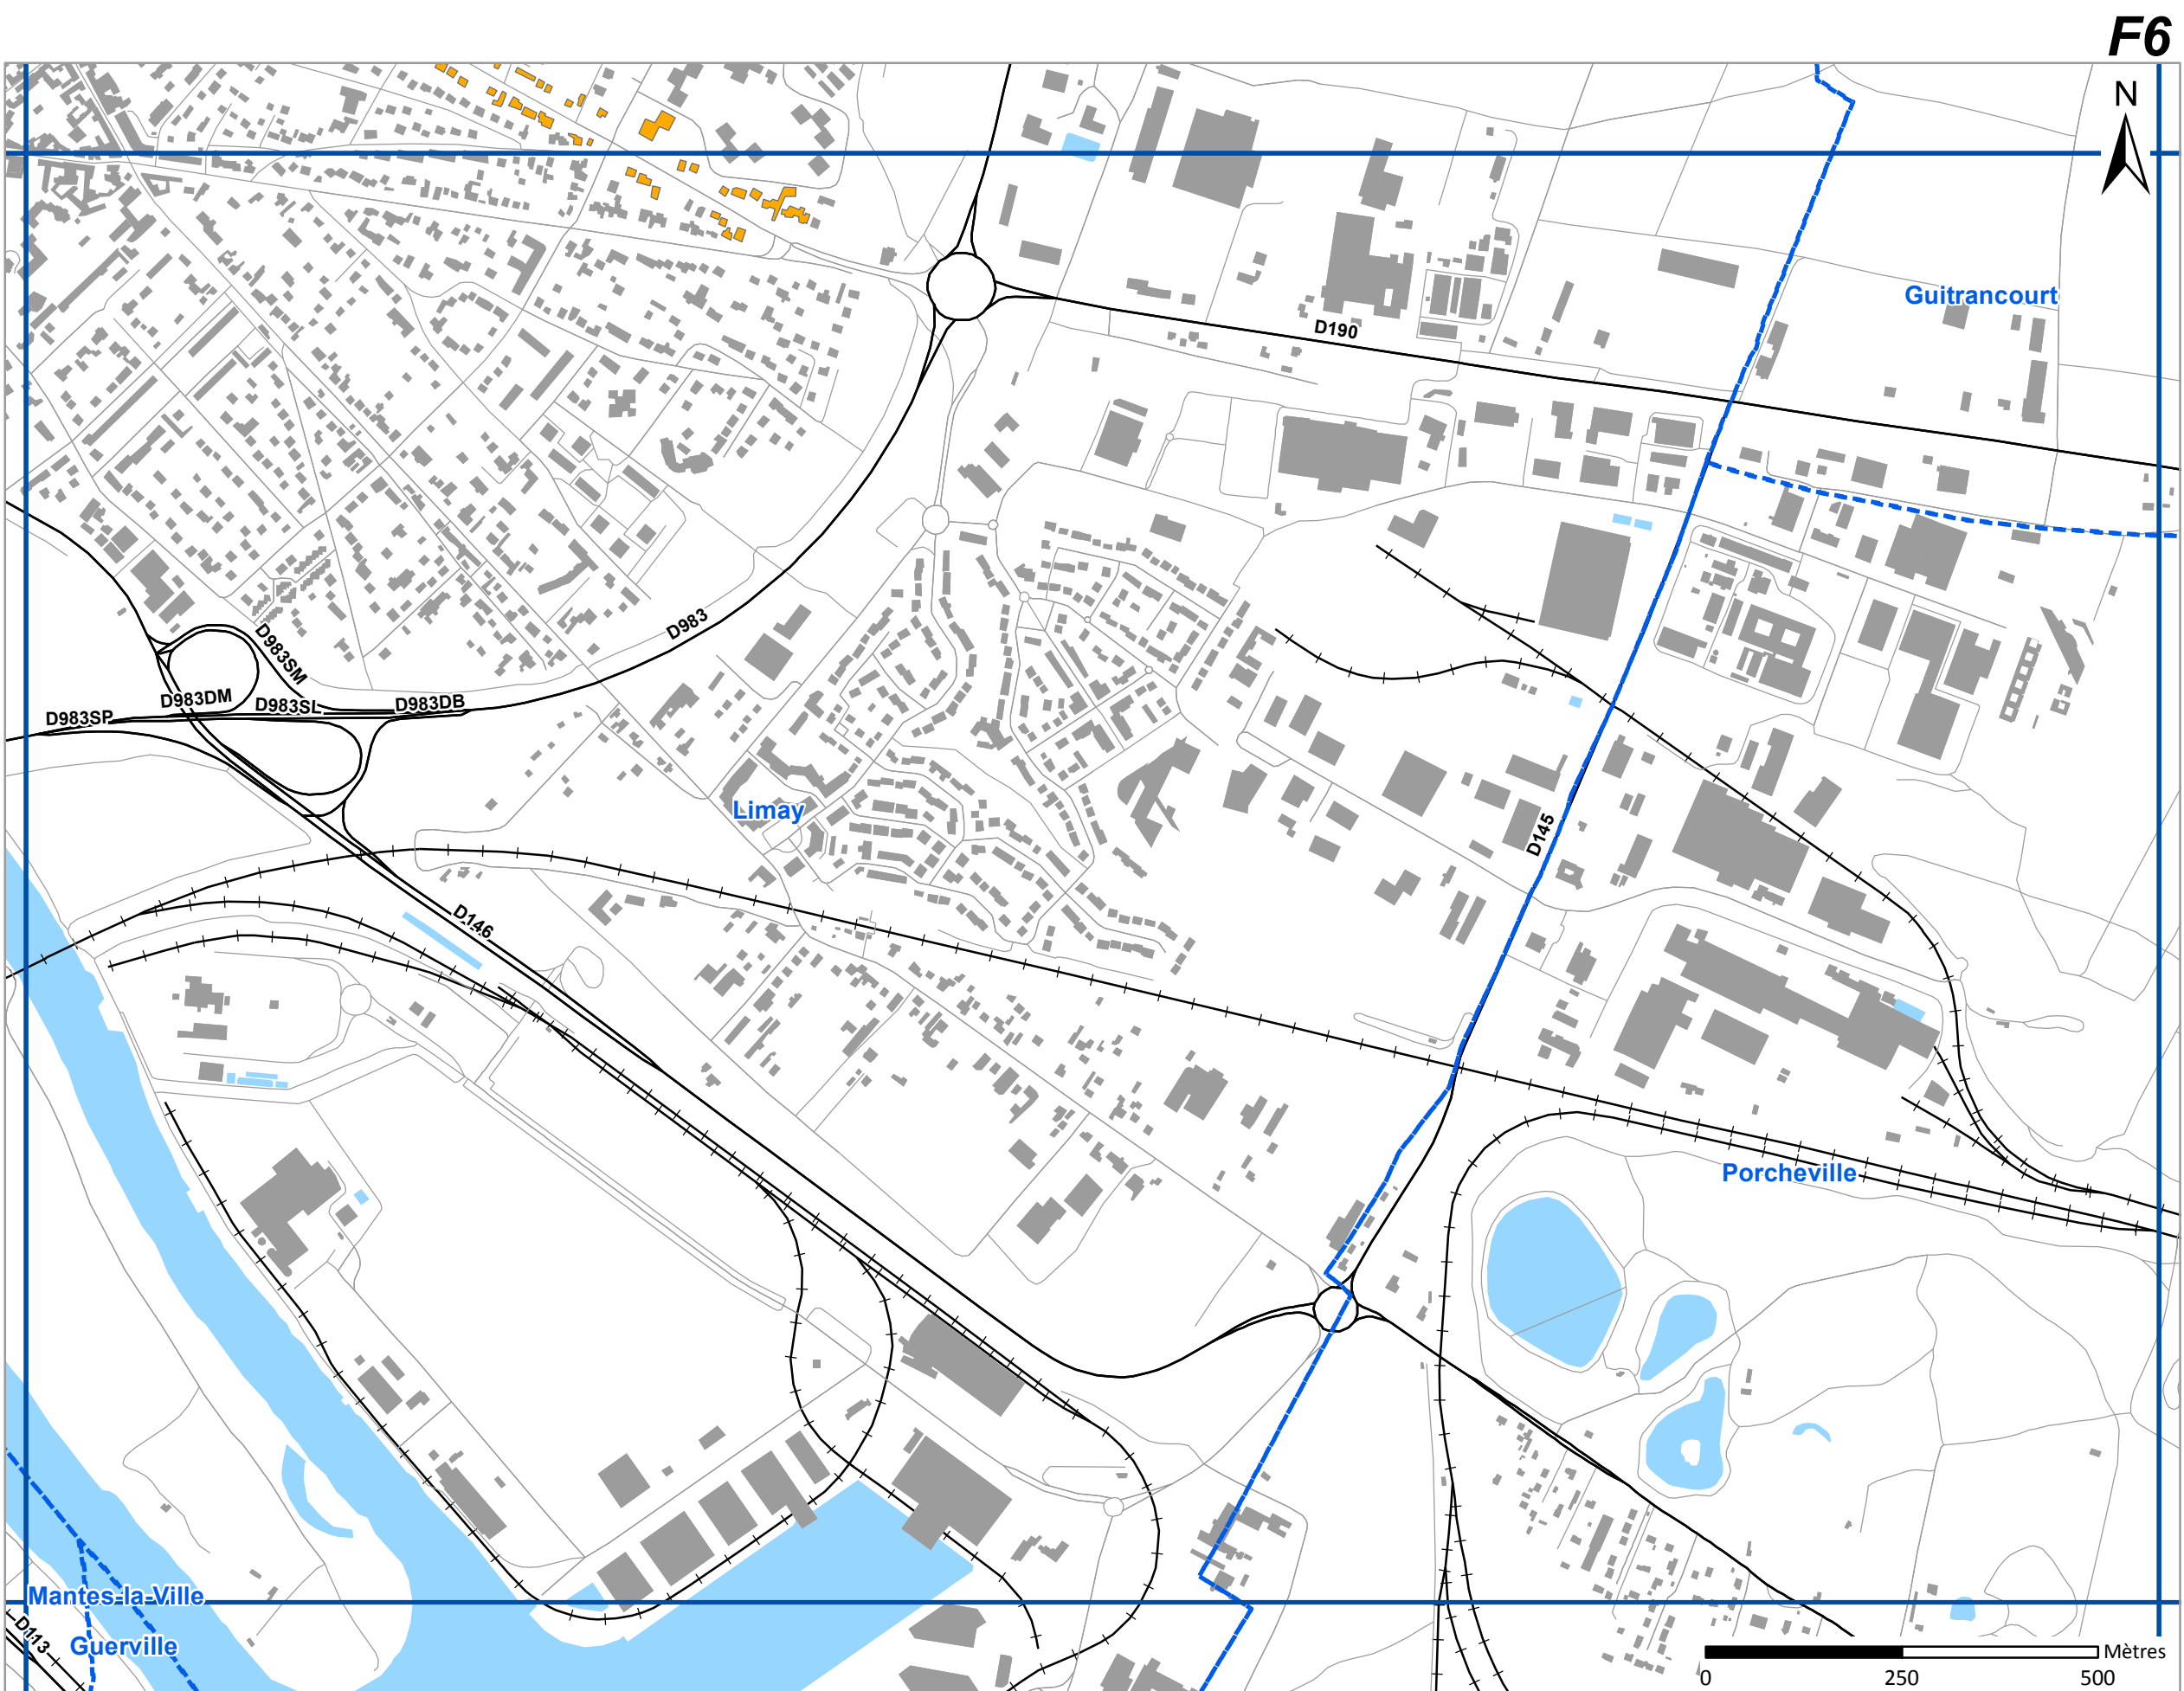 F6
N
Guitrancourt
D190
D983
D983SM
D983DM
D983SL
D983DB
D983SP
Limay
D145
D146
Porcheville
Mantes-la-Ville
Guerville
D113
Mètres
0 250 500